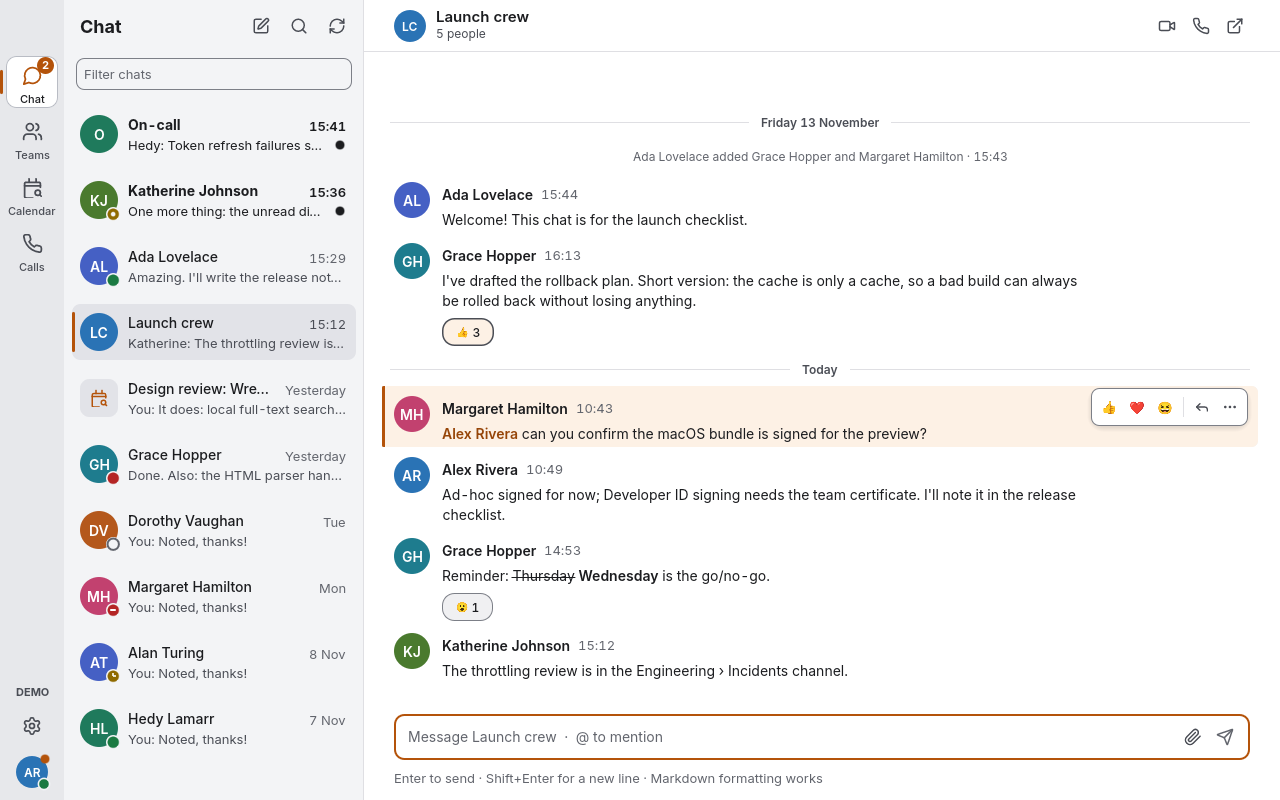 Chat
2
Chat
Teams
Calendar
Calls
DEMO
AR
Filter chats
O
On-call
15:41
Hedy: Token refresh failures s...
KJ
Katherine Johnson
15:36
One more thing: the unread di...
AL
Ada Lovelace
15:29
Amazing. I'll write the release not...
LC
Launch crew
15:12
Katherine: The throttling review is...
Design review: Wre...
Yesterday
You: It does: local full-text search...
GH
Grace Hopper
Yesterday
Done. Also: the HTML parser han...
DV
Dorothy Vaughan
Tue
You: Noted, thanks!
MH
Margaret Hamilton
Mon
You: Noted, thanks!
AT
Alan Turing
8 Nov
You: Noted, thanks!
HL
Hedy Lamarr
7 Nov
You: Noted, thanks!
LC
Launch crew
5 people
Friday 13 November
Ada Lovelace added Grace Hopper and Margaret Hamilton · 15:43
AL
Ada Lovelace 15:44
Welcome! This chat is for the launch checklist.
GH
Grace Hopper 16:13
I've drafted the rollback plan. Short version: the cache is only a cache, so a bad build can always
be rolled back without losing anything.
👍 3
Today
MH
Margaret Hamilton 10:43
Alex Rivera can you confirm the macOS bundle is signed for the preview?
AR
Alex Rivera 10:49
Ad-hoc signed for now; Developer ID signing needs the team certificate. I'll note it in the release
checklist.
GH
Grace Hopper 14:53
Reminder: Thursday Wednesday is the go/no-go.
😮 1
KJ
Katherine Johnson 15:12
The throttling review is in the Engineering › Incidents channel.
Message Launch crew · @ to mention
Enter to send · Shift+Enter for a new line · Markdown formatting works